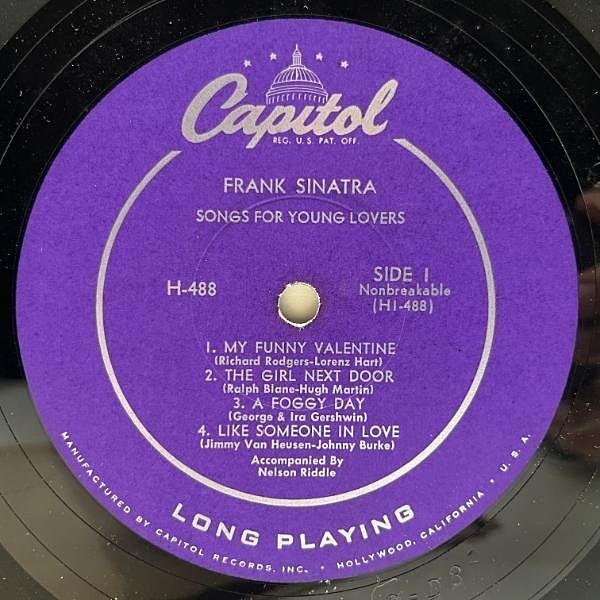 Capitol
REG. U.S. PAT. OFF.
FRANK SINATRA
SONGS FOR YOUNG LOVERS
H-488
SIDE 1
Nonbreakable
(H1-488)
1. MY FUNNY VALENTINE
(Richard Rodgers-Lorenz Hart)
2. THE GIRL NEXT DOOR
(Ralph Blane-Hugh Martin)
3. A FOGGY DAY
(George & Ira Gershwin)
4. LIKE SOMEONE IN LOVE
(Jimmy Van Heusen-Johnny Burke)
Accompanied By
Nelson Riddle
LONG PLAYING
MANUFACTURED BY CAPITOL RECORDS, INC. • HOLLYWOOD, CALIFORNIA • U.S.A.